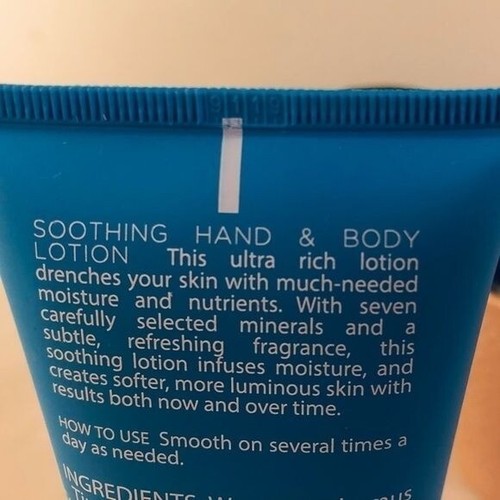 SOOTHING HAND & BODY
LOTION This ultra rich lotion
drenches your skin with much-needed
moisture and nutrients. With seven
carefully selected minerals and a
subtle, refreshing fragrance, this
soothing lotion infuses moisture, and
creates softer, more luminous skin with
results both now and over time.
HOW TO USE Smooth on several times a
day as needed.
INGREDIENTS